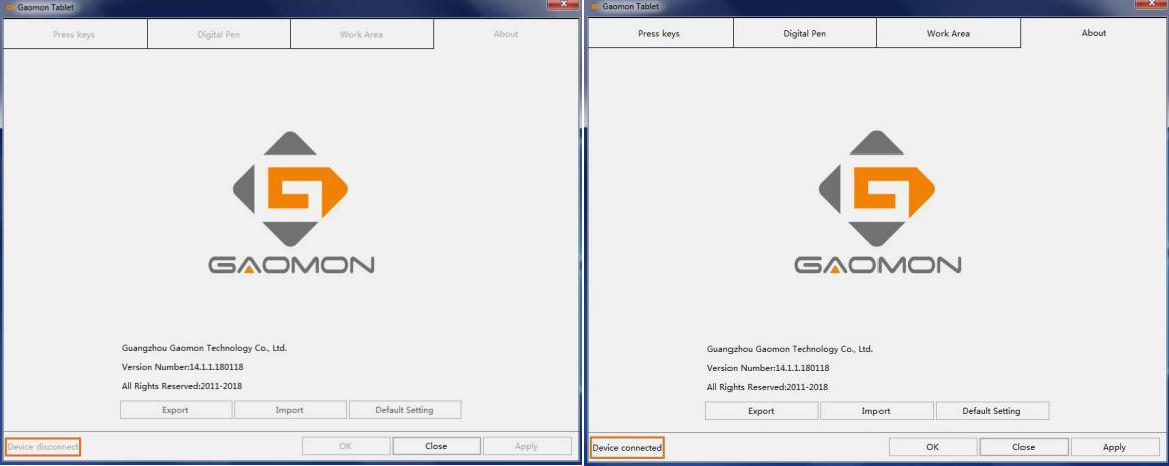 Gaomon Tablet
Press keys Digital Pen Work Area About
GAOMON
Guangzhou Gaomon Technology Co., Ltd.
Version Number:14.1.1.180118
All Rights Reserved:2011-2018
Export Import Default Setting
Device disconnect OK Close Apply
Gaomon Tablet
Press keys Digital Pen Work Area About
GAOMON
Guangzhou Gaomon Technology Co., Ltd.
Version Number:14.1.1.180118
All Rights Reserved:2011-2018
Export Import Default Setting
Device connected OK Close Apply